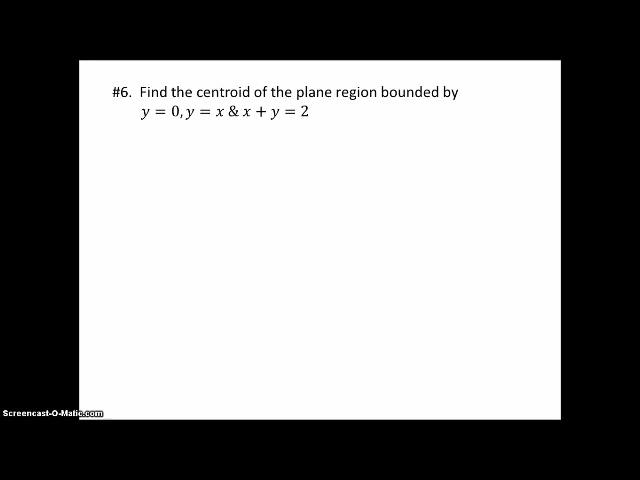 #6. Find the centroid of the plane region bounded by
y = 0, y = x & x + y = 2
Screencast-O-Matic.com